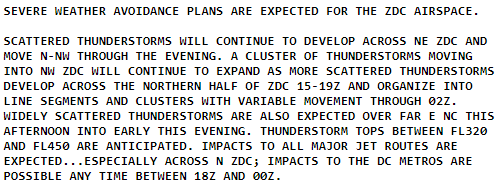 SEVERE WEATHER AVOIDANCE PLANS ARE EXPECTED FOR THE ZDC AIRSPACE.

SCATTERED THUNDERSTORMS WILL CONTINUE TO DEVELOP ACROSS NE ZDC AND
MOVE N-NW THROUGH THE EVENING. A CLUSTER OF THUNDERSTORMS MOVING
INTO NW ZDC WILL CONTINUE TO EXPAND AS MORE SCATTERED THUNDERSTORMS
DEVELOP ACROSS THE NORTHERN HALF OF ZDC 15-19Z AND ORGANIZE INTO
LINE SEGMENTS AND CLUSTERS WITH VARIABLE MOVEMENT THROUGH 02Z.
WIDELY SCATTERED THUNDERSTORMS ARE ALSO EXPECTED OVER FAR E NC THIS
AFTERNOON INTO EARLY THIS EVENING. THUNDERSTORM TOPS BETWEEN FL320
AND FL450 ARE ANTICIPATED. IMPACTS TO ALL MAJOR JET ROUTES ARE
EXPECTED...ESPECIALLY ACROSS N ZDC; IMPACTS TO THE DC METROS ARE
POSSIBLE ANY TIME BETWEEN 18Z AND 00Z.